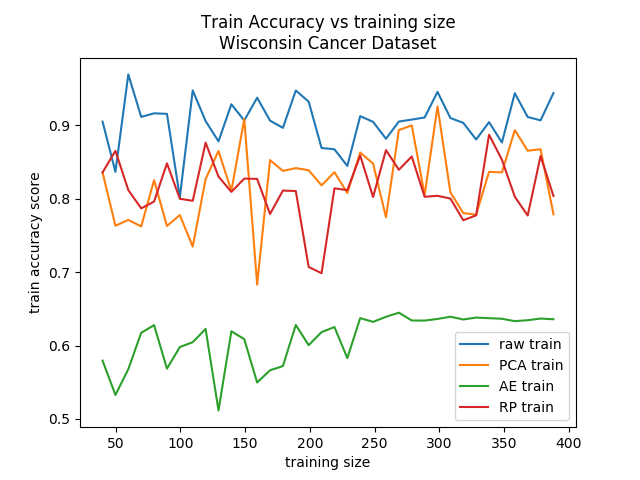 Train Accuracy vs training size
Wisconsin Cancer Dataset
train accuracy score
0.9
0.8
0.7
0.6
0.5
raw train
PCA train
AE train
RP train
50 100 150 200 250 300 350 400
training size